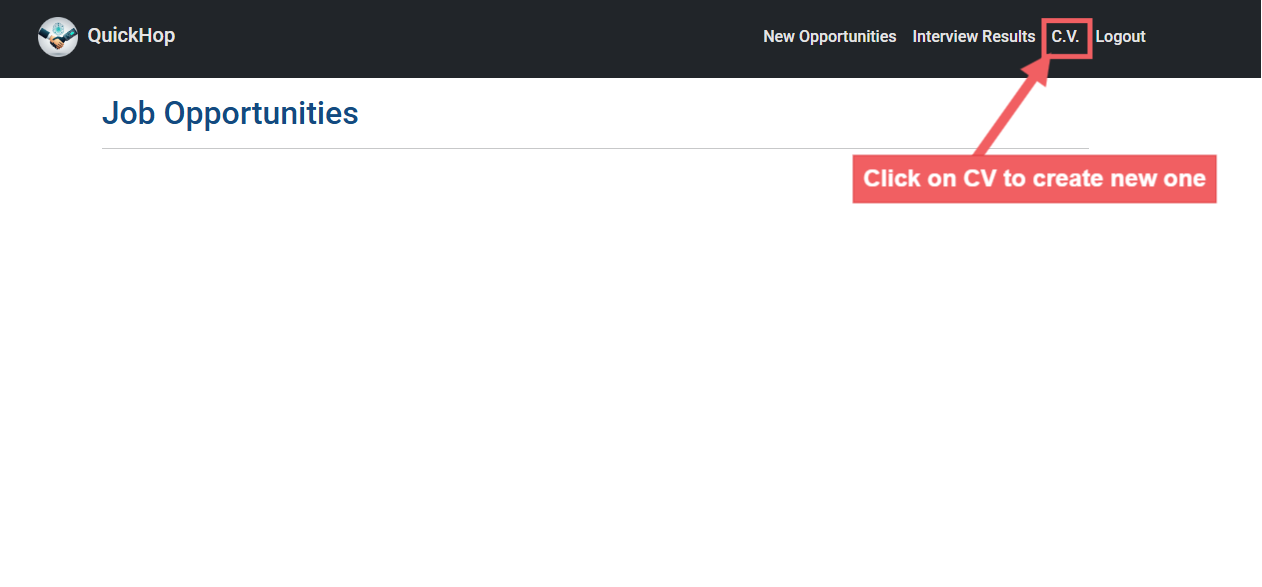 QuickHop
New Opportunities Interview Results C.V. Logout
Job Opportunities
Click on CV to create new one